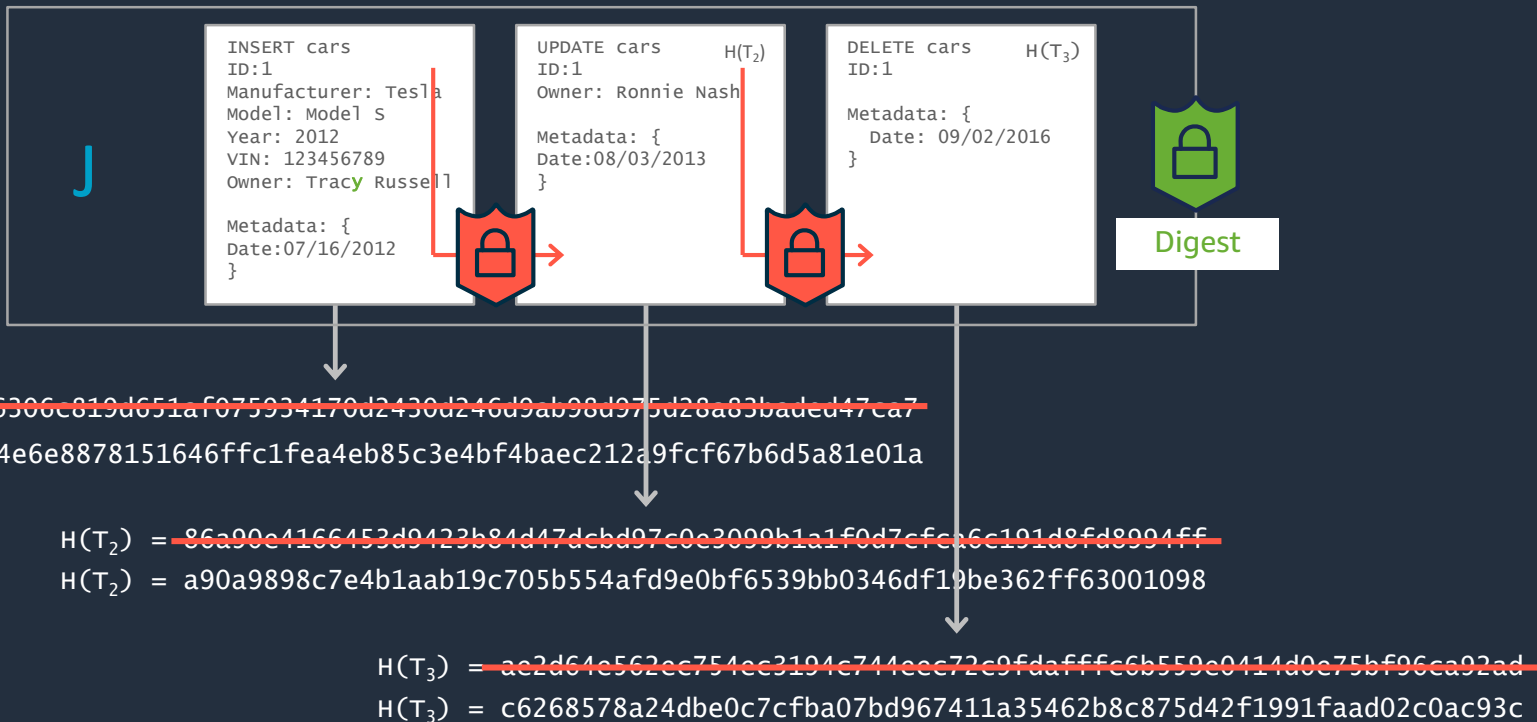 J
INSERT cars
ID:1
Manufacturer: Tesla
Model: Model S
Year: 2012
VIN: 123456789
Owner: Tracy Russell
Metadata: {
Date:07/16/2012
}
UPDATE cars H(T2)
ID:1
Owner: Ronnie Nash
Metadata: {
Date:08/03/2013
}
DELETE cars H(T3)
ID:1
Metadata: {
Date: 09/02/2016
}
Digest
4e6e8878151646ffc1fea4eb85c3e4bf4baec212a9fcf67b6d5a81e01a
H(T2) = 86a90e4166453d9423b84d47dcbd97c0e3099b1a1f0d7cfca6c191d8fd8994ff
H(T2) = a90a9898c7e4b1aab19c705b554afd9e0bf6539bb0346df19be362ff63001098
H(T3) =
H(T3) = c6268578a24dbe0c7cfba07bd967411a35462b8c875d42f1991faad02c0ac93c